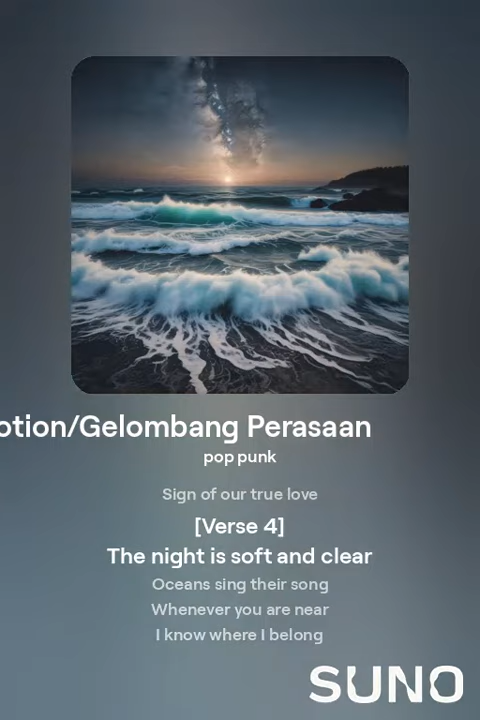 otion/Gelombang Perasaan
pop punk
Sign of our true love
[Verse 4]
The night is soft and clear
Oceans sing their song
Whenever you are near
I know where I belong
SUNO